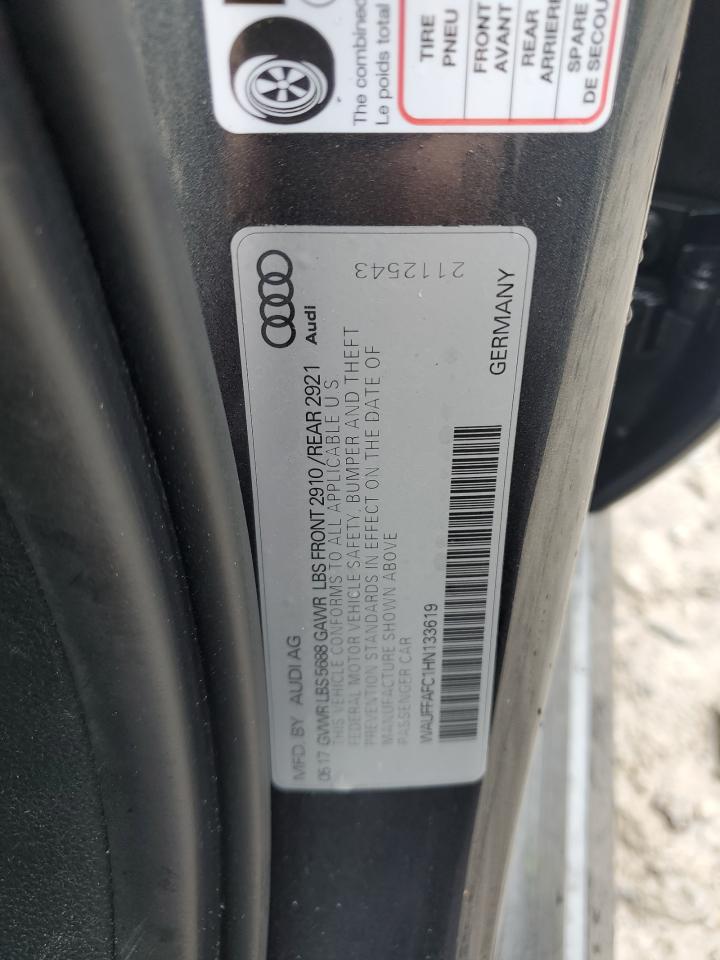 The combined
Le poids total
TIRE
PNEU
FRONT
AVANT
REAR
ARRIERE
SPARE
DE SECOU
Audi
2112543
MFD. BY AUDI AG
05 17 GVWR LBS 5688 GAWR LBS FRONT 2910 /REAR 2921
THIS VEHICLE CONFORMS TO ALL APPLICABLE U S
FEDERAL MOTOR VEHICLE SAFETY, BUMPER AND THEFT
PREVENTION STANDARDS IN EFFECT ON THE DATE OF
MANUFACTURE SHOWN ABOVE
PASSENGER CAR
WAUFFAFC1HN133619
GERMANY